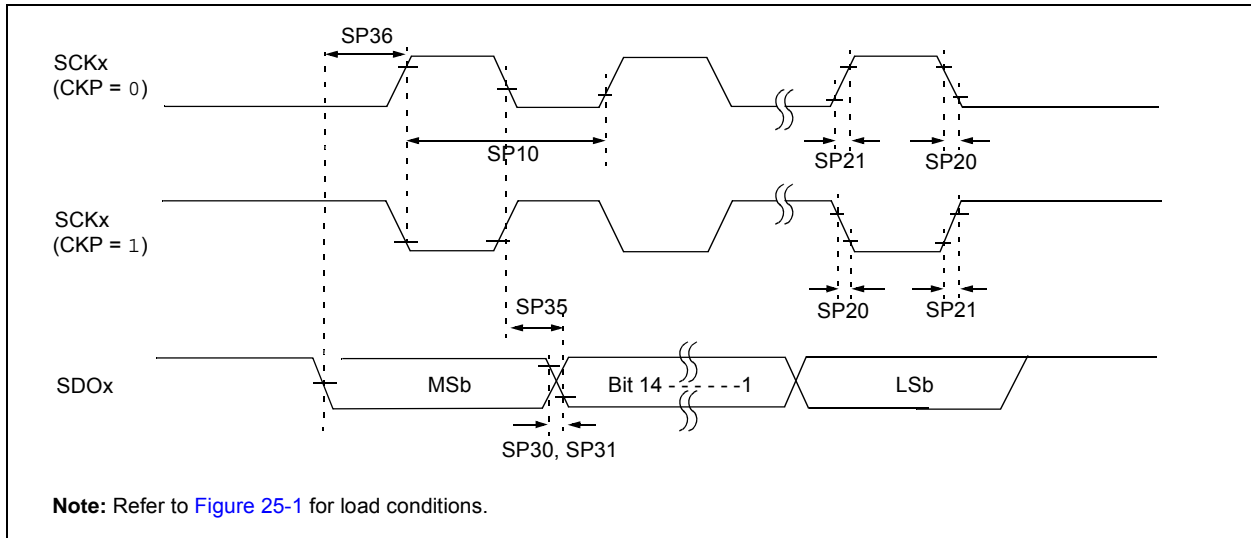 SP36
SCKx
(CKP = 0)
SP10
SP21
SP20
SCKx
(CKP = 1)
SP35
SP20
SP21
SDOx
MSb
Bit 14 - - - - - -1
LSb
SP30, SP31
Note: Refer to Figure 25-1 for load conditions.